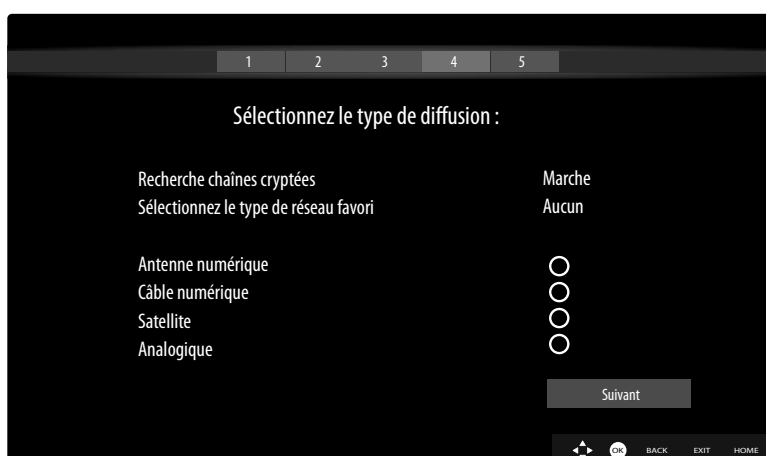 1 2 3 4 5
Sélectionnez le type de diffusion :
Recherche chaînes cryptées Marche
Sélectionnez le type de réseau favori Aucun
Antenne numérique
Câble numérique
Satellite
Analogique
Suivant
OK BACK EXIT HOME